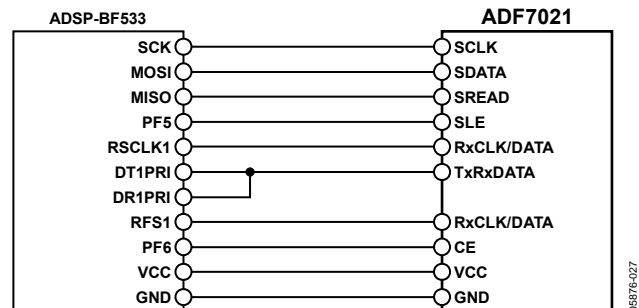 ADSP-BF533
ADF7021
SCK
SCLK
MOSI
SDATA
MISO
SREAD
PF5
SLE
RSCLK1
RxCLK/DATA
DT1PRI
TxRxDATA
DR1PRI
RFS1
RxCLK/DATA
PF6
CE
VCC
VCC
GND
GND
05876-027